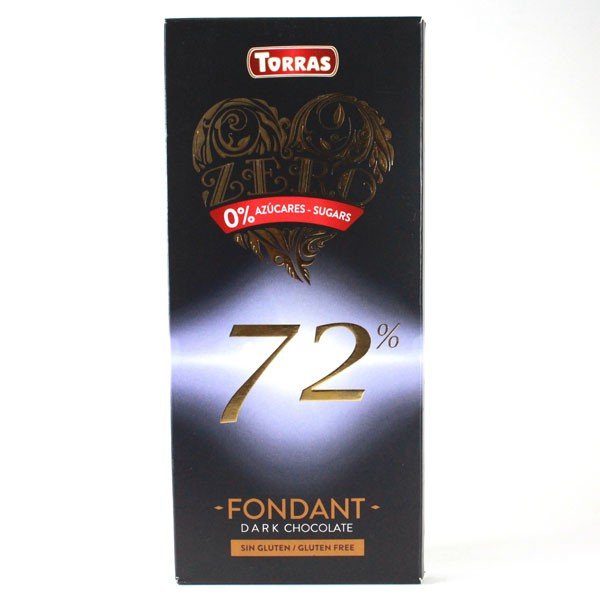 TORRAS
ZERO
0% AZÚCARES - SUGARS
72%
- FONDANT -
DARK CHOCOLATE
SIN GLUTEN / GLUTEN FREE